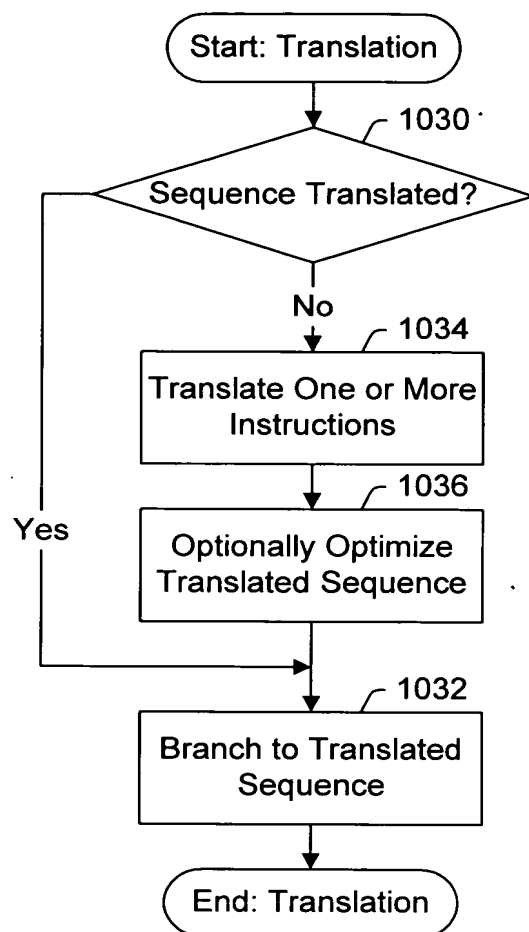 Start: Translation
1030
Sequence Translated?
No
1034
Translate One or More
Instructions
1036
Yes
Optionally Optimize
Translated Sequence
1032
Branch to Translated
Sequence
End: Translation